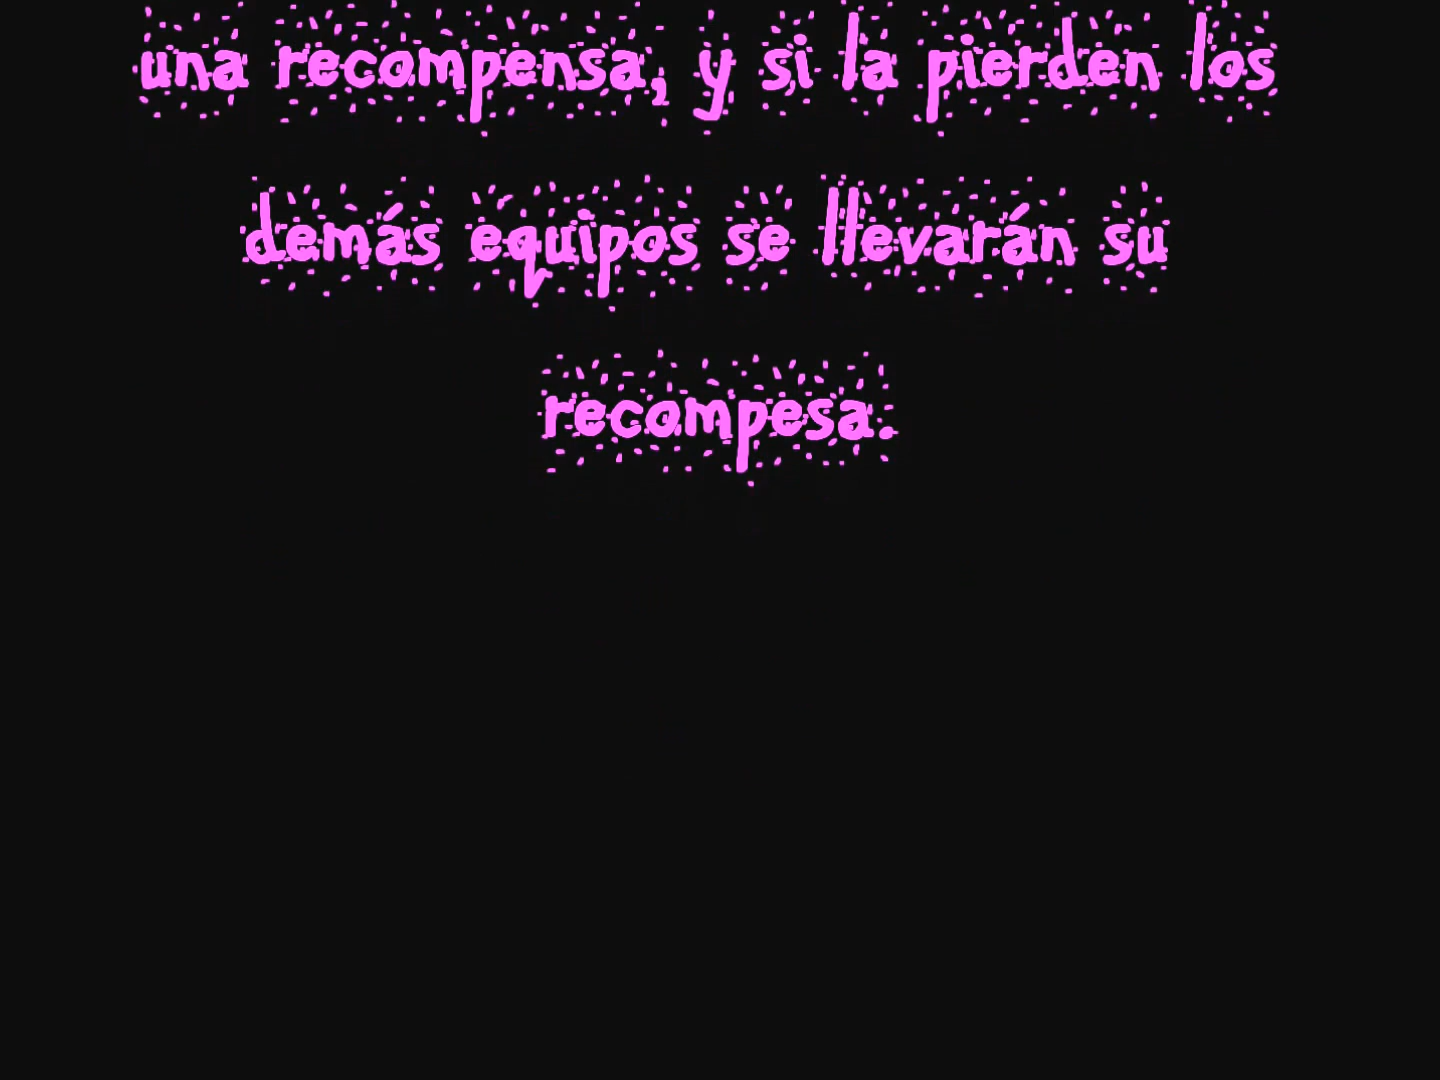 una recompensa, y si la pierden los
demás equipos se llevarán su
recompesa.